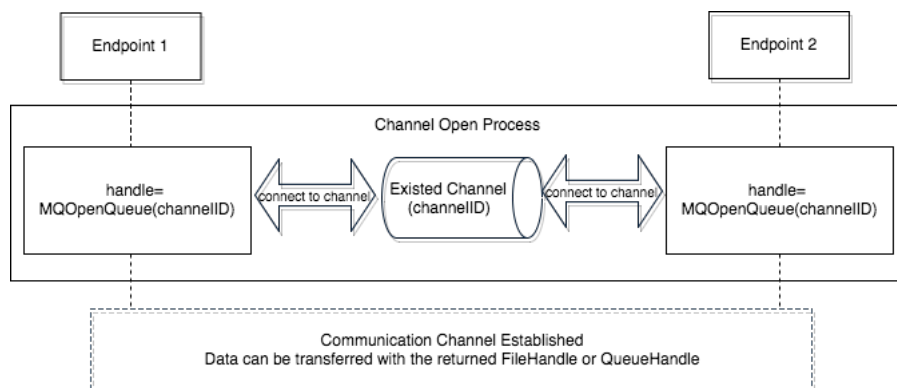 Endpoint 1
Endpoint 2
Channel Open Process
handle=
MQOpenQueue(channelID)
connect to channel
Existed Channel
(channelID)
connect to channel
handle=
MQOpenQueue(channelID)
Communication Channel Established
Data can be transferred with the returned FileHandle or QueueHandle